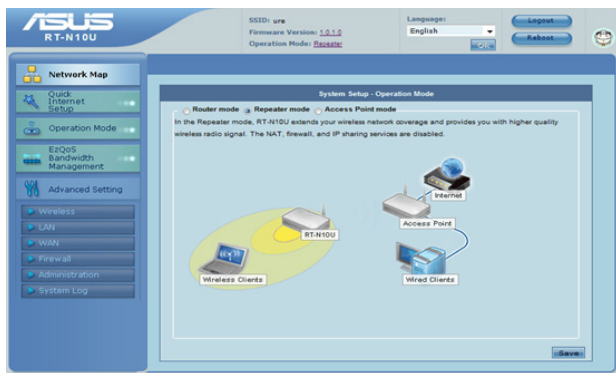 ASUS
RT-N10U
SSID: ure
Firmware Version: 1.0.1.0
Operation Mode: Repeater
Language:
English
OK
Logout
Reboot
Network Map
Quick
Internet
Setup
Operation Mode
EzQoS
Bandwidth
Management
Advanced Setting
Wireless
LAN
WAN
Firewall
Administration
System Log
System Setup - Operation Mode
Router mode Repeater mode Access Point mode
In the Repeater mode, RT-N10U extends your wireless network coverage and provides you with higher quality
wireless radio signal. The NAT, firewall, and IP sharing services are disabled.
Internet
Access Point
RT-N10U
Wireless Clients
Wired Clients
Save